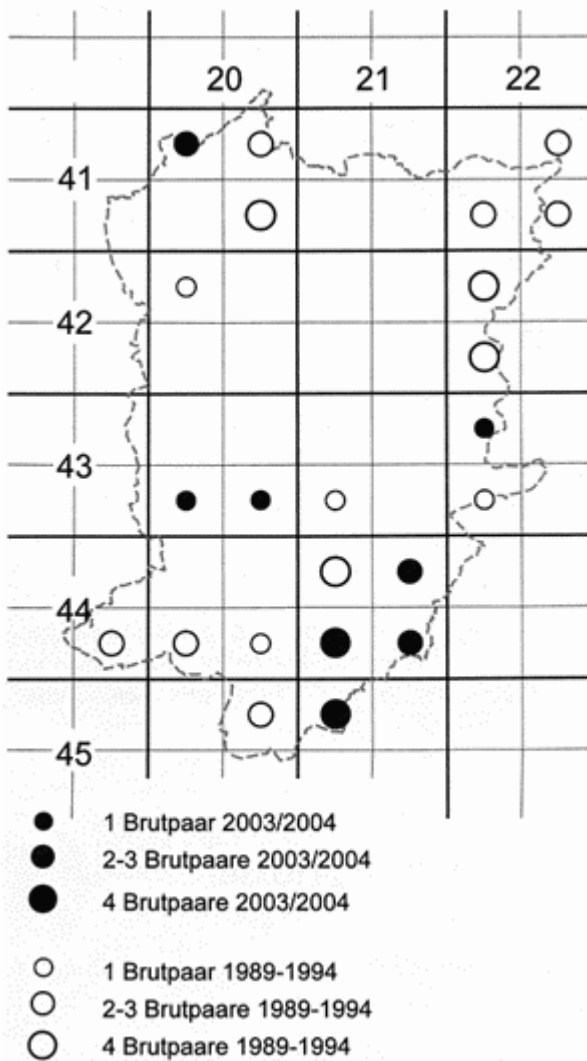 20 21 22
41
42
43
44
45
1 Brutpaar 2003/2004
2-3 Brutpaare 2003/2004
4 Brutpaare 2003/2004
1 Brutpaar 1989-1994
2-3 Brutpaare 1989-1994
4 Brutpaare 1989-1994